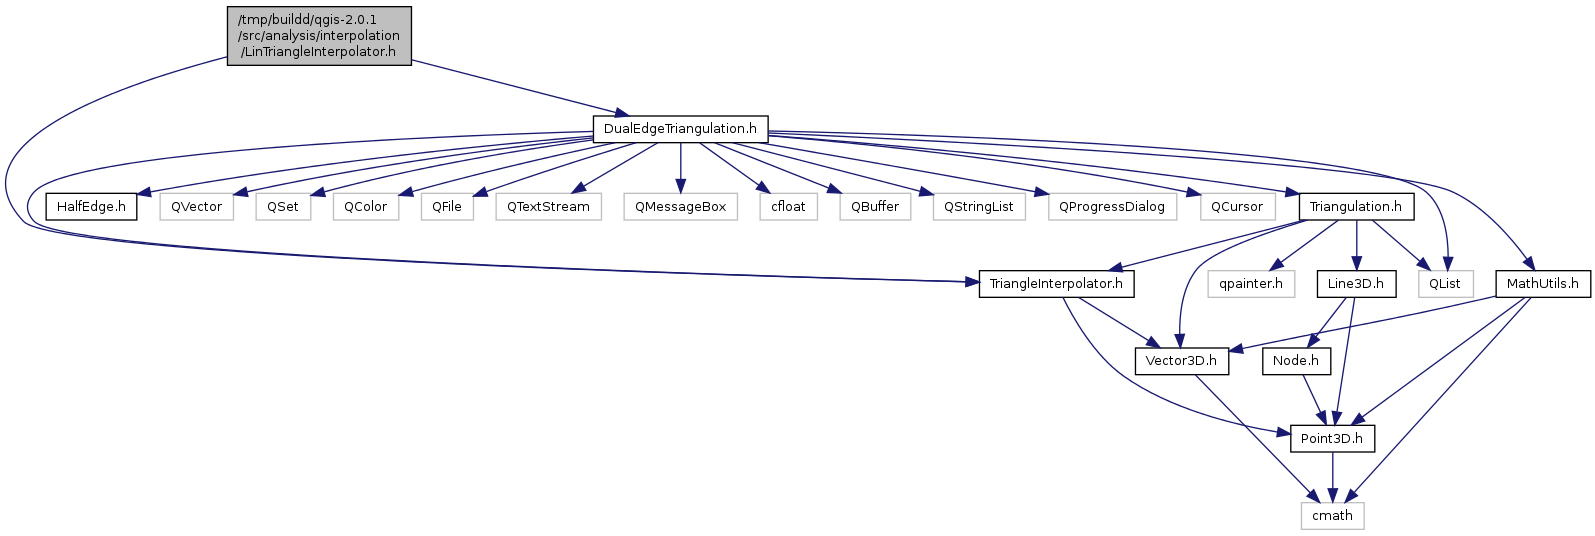 /tmp/buildd/qgis-2.0.1
/src/analysis/interpolation
/LinTriangleInterpolator.h
DualEdgeTriangulation.h
HalfEdge.h
QVector
QSet
QColor
QFile
QTextStream
QMessageBox
cfloat
QBuffer
QStringList
QProgressDialog
QCursor
Triangulation.h
TriangleInterpolator.h
qpainter.h
Line3D.h
QList
MathUtils.h
Vector3D.h
Node.h
Point3D.h
cmath